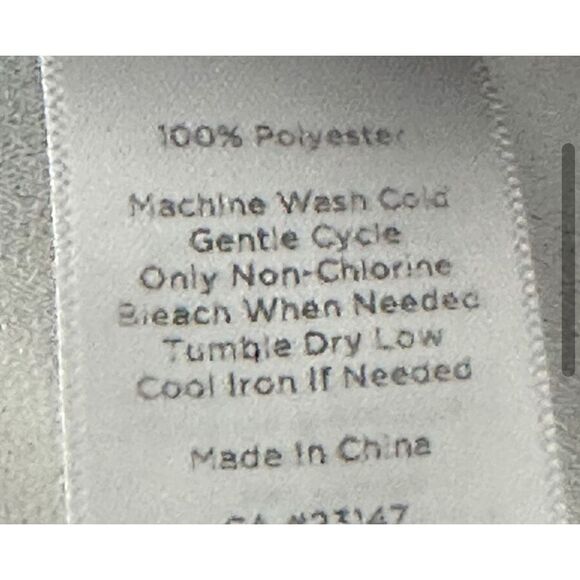 100% Polyester
Machine Wash Cold
Gentle Cycle
Only Non-Chlorine
Bleach When Needed
Tumble Dry Low
Cool Iron If Needed
Made In China